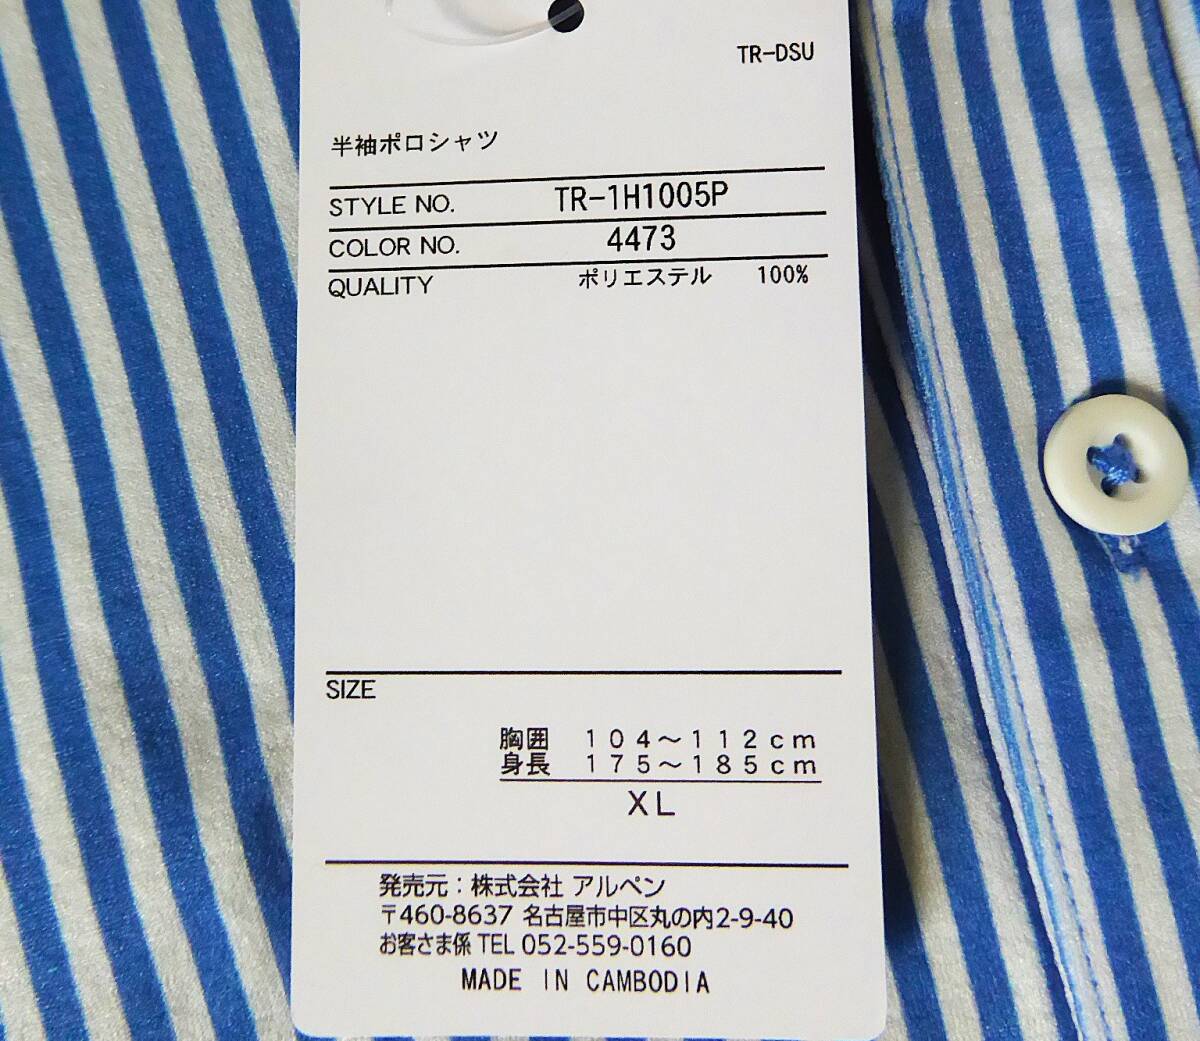 TR-DSU
半袖ポロシャツ
STYLE NO. TR-1H1005P
COLOR NO. 4473
QUALITY ポリエステル 100%
SIZE
胸囲 104～112cm
身長 175～185cm
XL
発売元：株式会社 アルペン
〒460-8637 名古屋市中区丸の内2-9-40
お客さま係 TEL 052-559-0160
MADE IN CAMBODIA